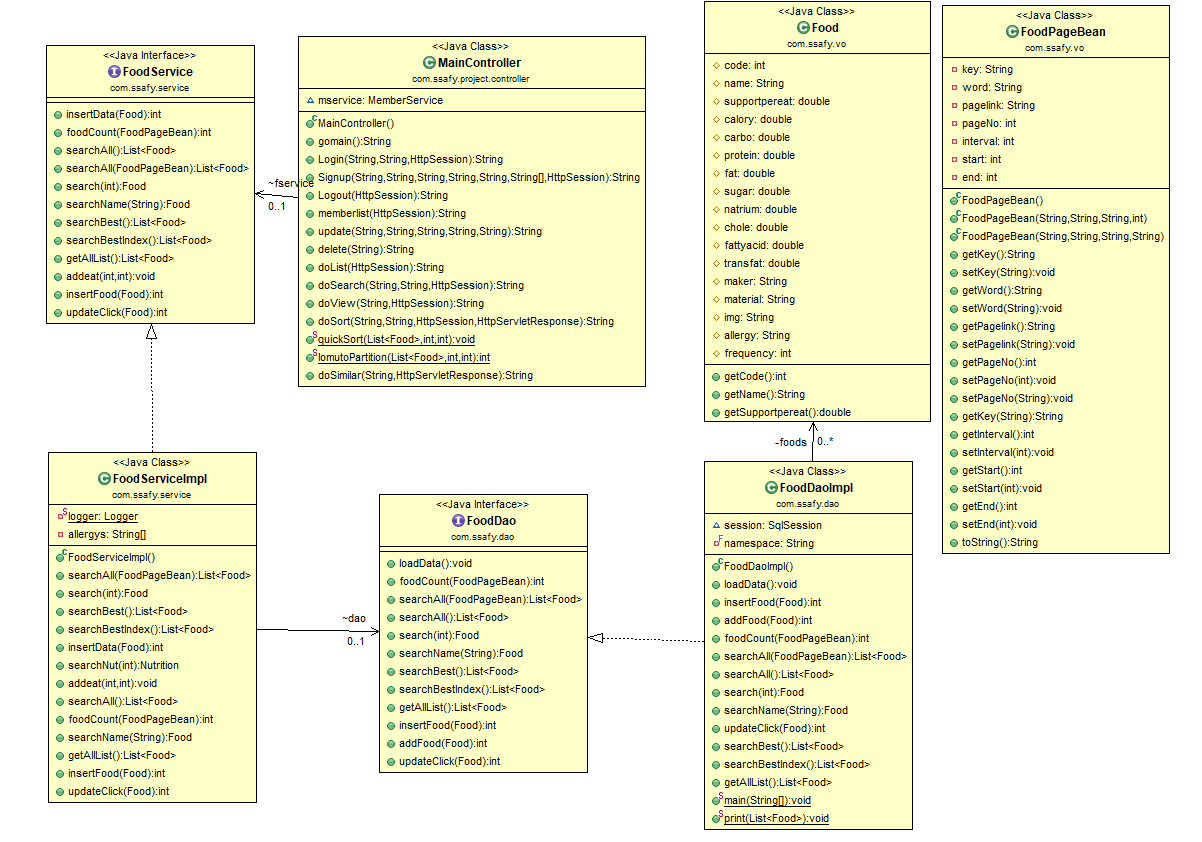 <<Java Interface>>
FoodService
com.ssafy.service
insertData(Food):int
foodCount(FoodPageBean):int
searchAll():List<Food>
searchAll(FoodPageBean):List<Food>
search(int):Food
searchName(String):Food
searchBest():List<Food>
searchBestIndex():List<Food>
getAllList():List<Food>
addeat(int,int):void
insertFood(Food):int
updateClick(Food):int
~fservice
0..1
<<Java Class>>
MainController
com.ssafy.project.controller
mservice: MemberService
MainController()
gomain():String
Login(String,String,HttpSession):String
Signup(String,String,String,String,String,String[],HttpSession):String
Logout(HttpSession):String
memberlist(HttpSession):String
update(String,String,String,String,String):String
delete(String):String
doList(HttpSession):String
doSearch(String,String,HttpSession):String
doView(String,HttpSession):String
doSort(String,String,HttpSession,HttpServletResponse):String
quickSort(List<Food>,int,int):void
lomutoPartition(List<Food>,int,int):int
doSimilar(String,HttpServletResponse):String
<<Java Class>>
Food
com.ssafy.vo
code: int
name: String
supportpereat: double
calory: double
carbo: double
protein: double
fat: double
sugar: double
natrium: double
chole: double
fattyacid: double
transfat: double
maker: String
material: String
img: String
allergy: String
frequency: int
getCode():int
getName():String
getSupportpereat():double
<<Java Class>>
FoodPageBean
com.ssafy.vo
key: String
word: String
pagelink: String
pageNo: int
interval: int
start: int
end: int
FoodPageBean()
FoodPageBean(String,String,String,int)
FoodPageBean(String,String,String,String)
getKey():String
setKey(String):void
getWord():String
setWord(String):void
getPagelink():String
setPagelink(String):void
getPageNo():int
setPageNo(int):void
setPageNo(String):void
getKey(String):String
getInterval():int
setInterval(int):void
getStart():int
setStart(int):void
getEnd():int
setEnd(int):void
toString():String
<<Java Class>>
FoodServiceImpl
com.ssafy.service
logger: Logger
allergys: String[]
FoodServiceImpl()
searchAll(FoodPageBean):List<Food>
search(int):Food
searchBest():List<Food>
searchBestIndex():List<Food>
insertData(Food):int
searchNut(int):Nutrition
addeat(int,int):void
searchAll():List<Food>
foodCount(FoodPageBean):int
searchName(String):Food
getAllList():List<Food>
insertFood(Food):int
updateClick(Food):int
~dao
0..1
<<Java Interface>>
FoodDao
com.ssafy.dao
loadData():void
foodCount(FoodPageBean):int
searchAll(FoodPageBean):List<Food>
searchAll():List<Food>
search(int):Food
searchName(String):Food
searchBest():List<Food>
searchBestIndex():List<Food>
getAllList():List<Food>
insertFood(Food):int
addFood(Food):int
updateClick(Food):int
-foods
0..*
<<Java Class>>
FoodDaoImpl
com.ssafy.dao
session: SqlSession
namespace: String
FoodDaoImpl()
loadData():void
insertFood(Food):int
addFood(Food):int
foodCount(FoodPageBean):int
searchAll(FoodPageBean):List<Food>
searchAll():List<Food>
search(int):Food
searchName(String):Food
updateClick(Food):int
searchBest():List<Food>
searchBestIndex():List<Food>
getAllList():List<Food>
main(String[]):void
print(List<Food>):void